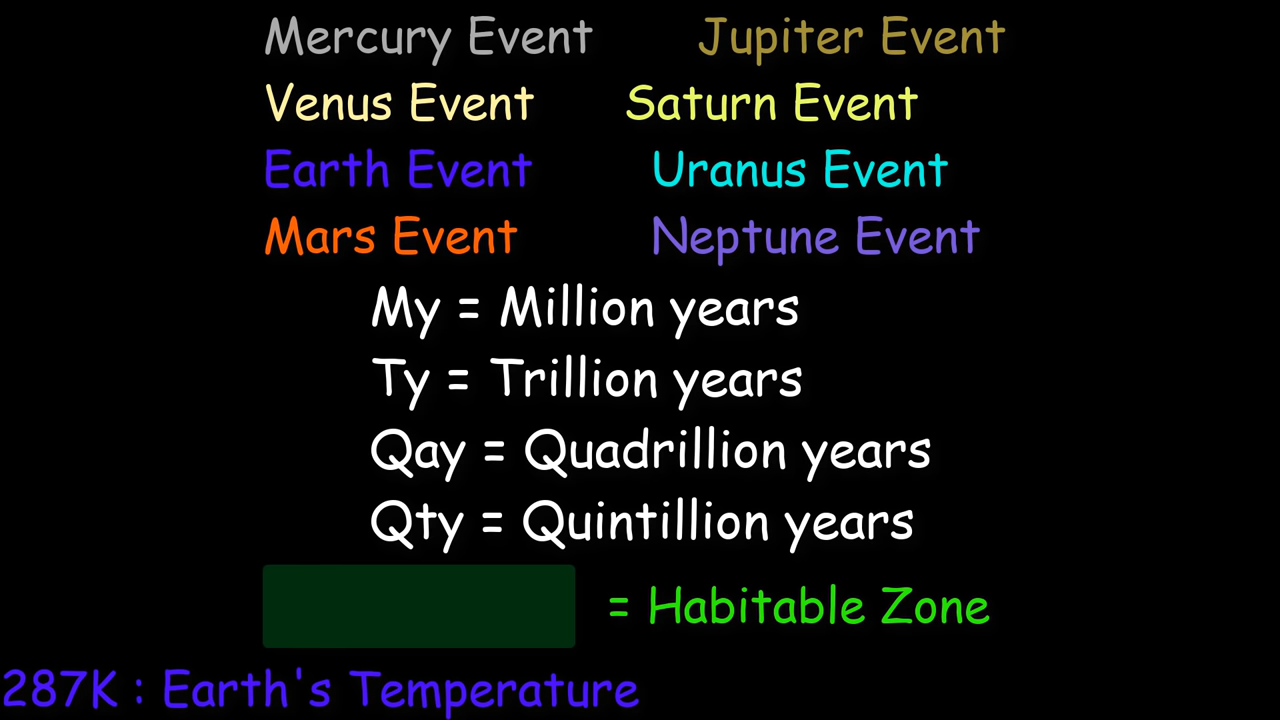 Mercury Event Jupiter Event
Venus Event Saturn Event
Earth Event Uranus Event
Mars Event Neptune Event
My = Million years
Ty = Trillion years
Qay = Quadrillion years
Qty = Quintillion years
= Habitable Zone
287K : Earth's Temperature